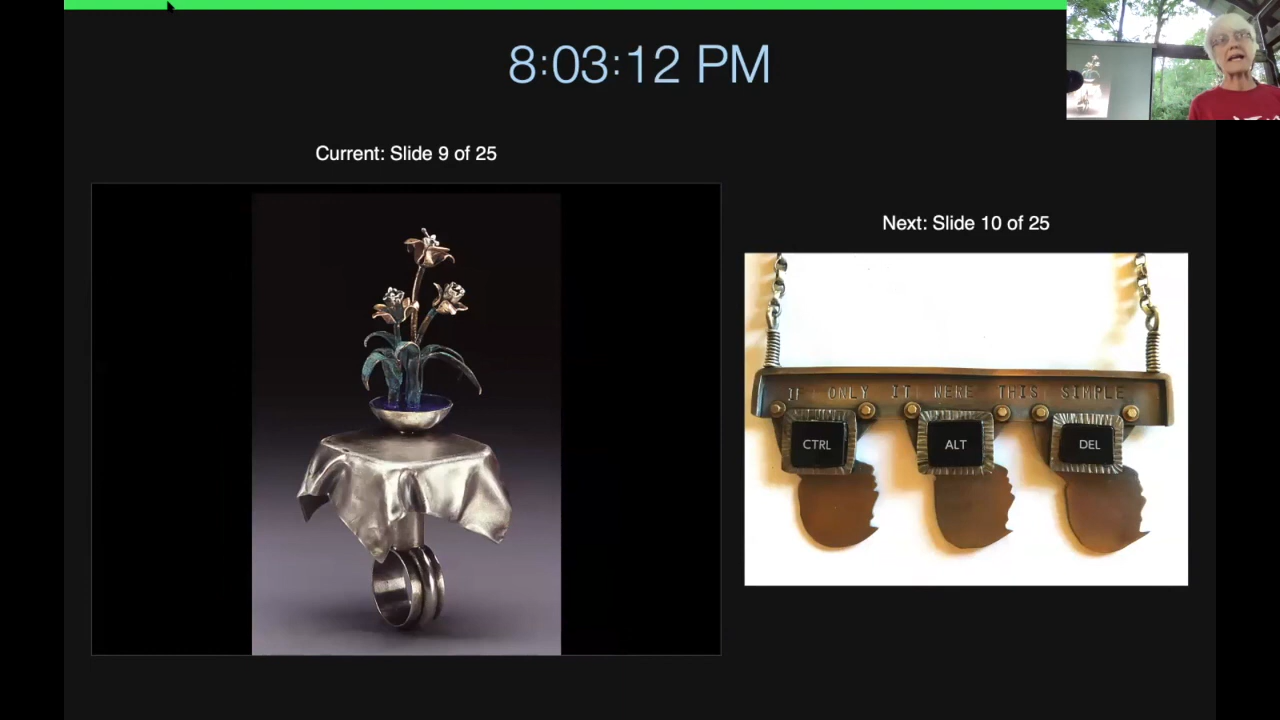 8:03:12 PM
Current: Slide 9 of 25
Next: Slide 10 of 25
IF ONLY IT WERE THIS SIMPLE
CTRL ALT DEL